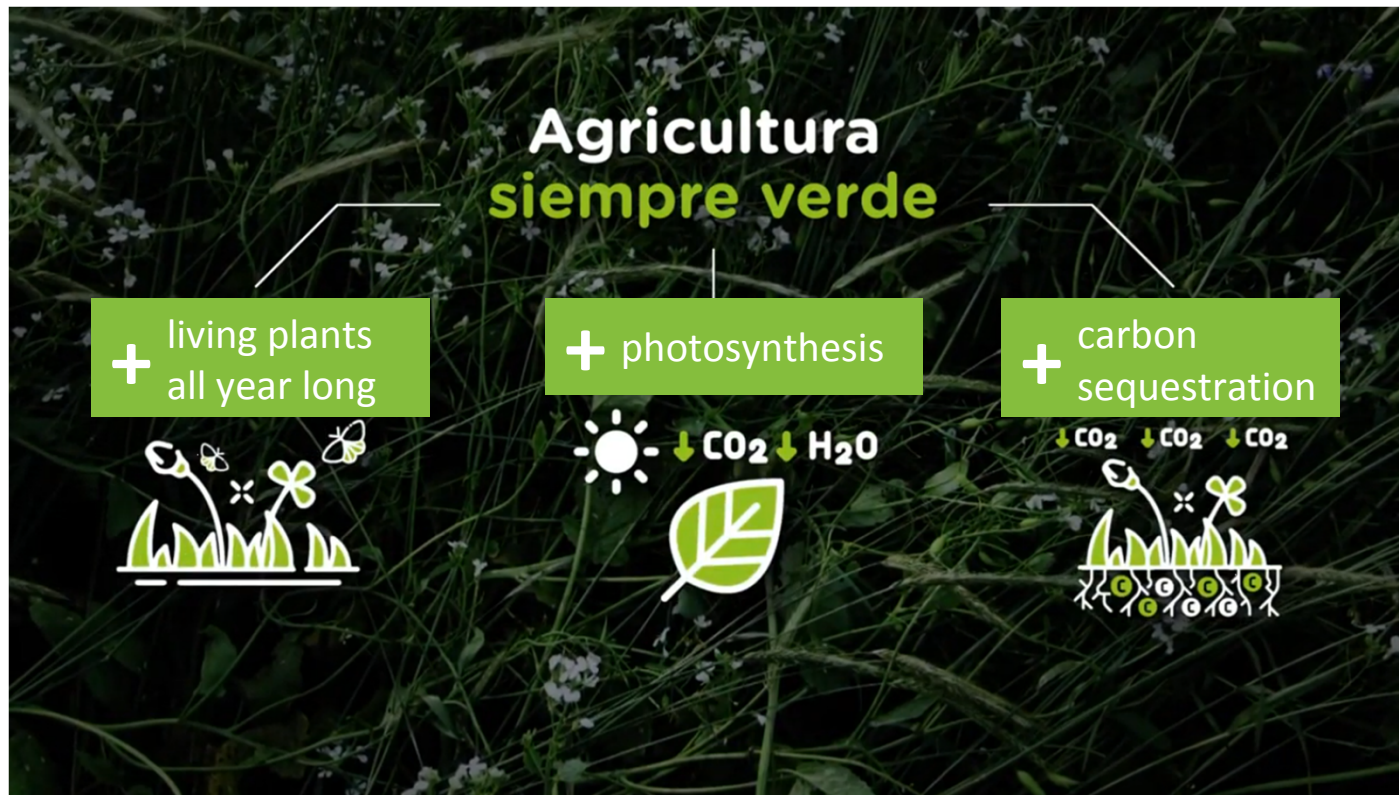 Agricultura
siempre verde
+ living plants
all year long
+ photosynthesis
+ carbon
sequestration
↓ CO₂ ↓ H₂O
↓ CO₂ ↓ CO₂ ↓ CO₂
C C C C
C C C